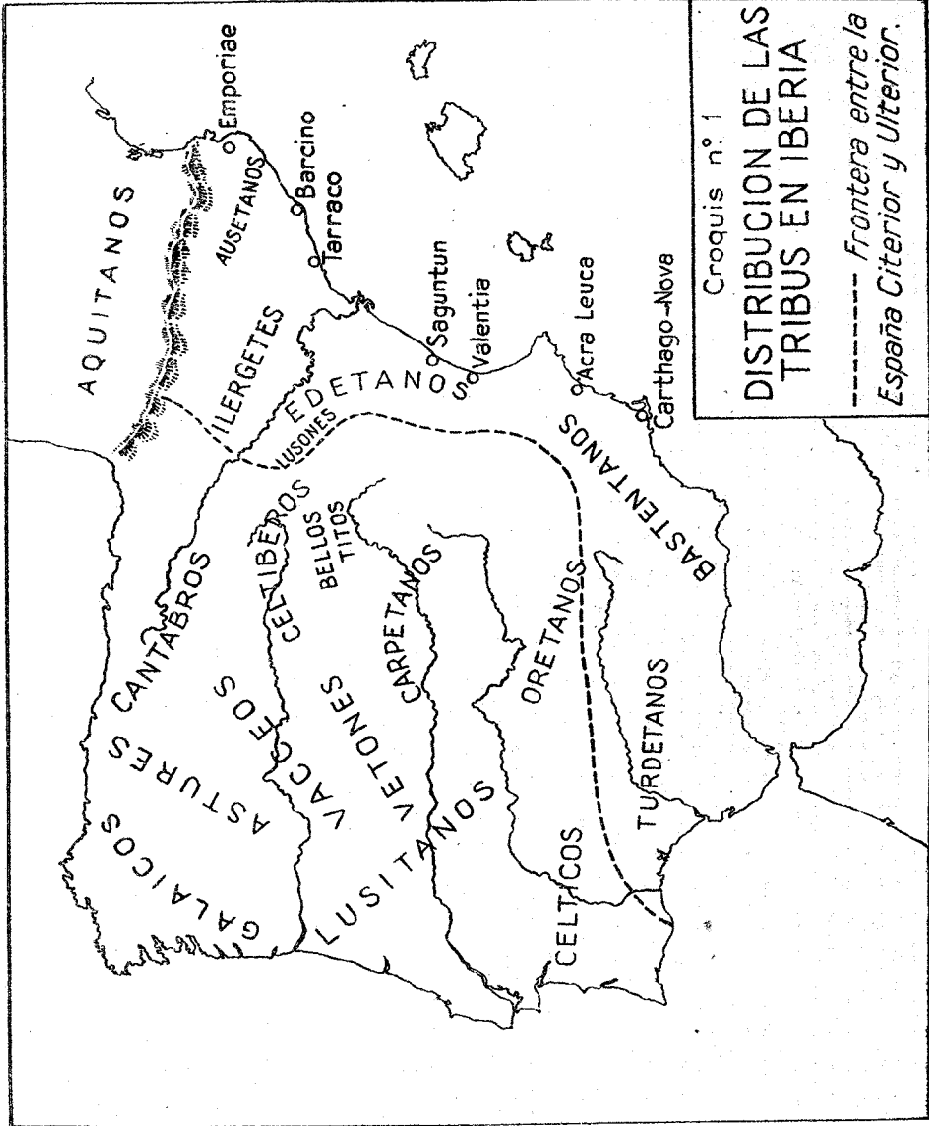 Croquis nº 1
DISTRIBUCION DE LAS
TRIBUS EN IBERIA
Frontera entre la
España Citerior y Ulterior.
AQUITANOS
Emporiae
AUSETANOS
Barcino
Tarraco
ILERGETES
EDETANOS
LUSONES
Saguntun
Valentia
Acra Leuca
Carthago-Nova
BASTENTANOS
CANTABROS
ASTURES
GALAICOS
VACCEOS
CELTIBEROS
BELLOS
TITOS
VETONES
CARPETANOS
LUSITANOS
ORETANOS
CELTICOS
TURDETANOS